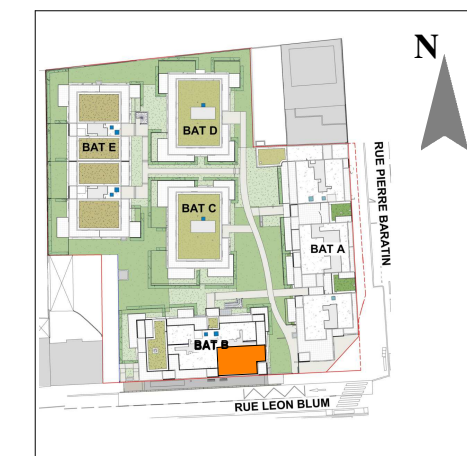 N
BAT D
BAT E
BAT C
BAT A
RUE PIERRE BARATIN
BAT B
RUE LEON BLUM